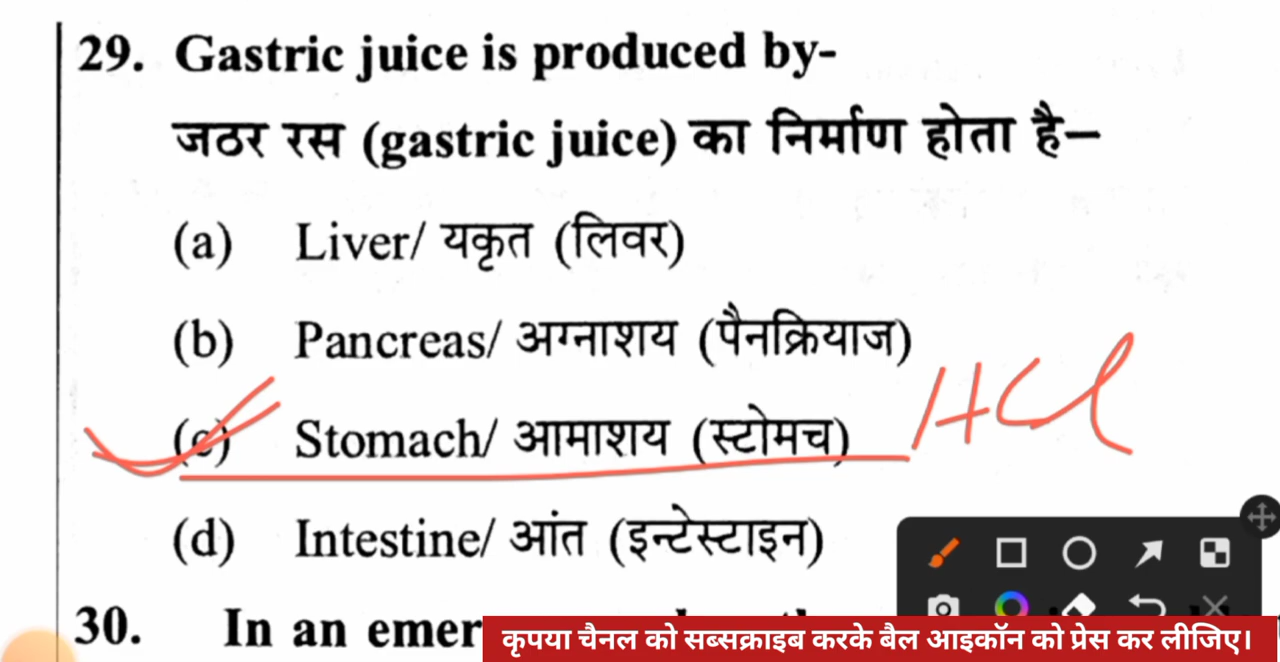 29. Gastric juice is produced by-
जठर रस (gastric juice) का निर्माण होता है–
(a) Liver/ यकृत (लिवर)
(b) Pancreas/ अग्नाशय (पैनक्रियाज)
(c) Stomach/ आमाशय (स्टोमच) HCl
(d) Intestine/ आंत (इन्टेस्टाइन)
30. In an emer
कृपया चैनल को सब्सक्राइब करके बैल आइकॉन को प्रेस कर लीजिए।